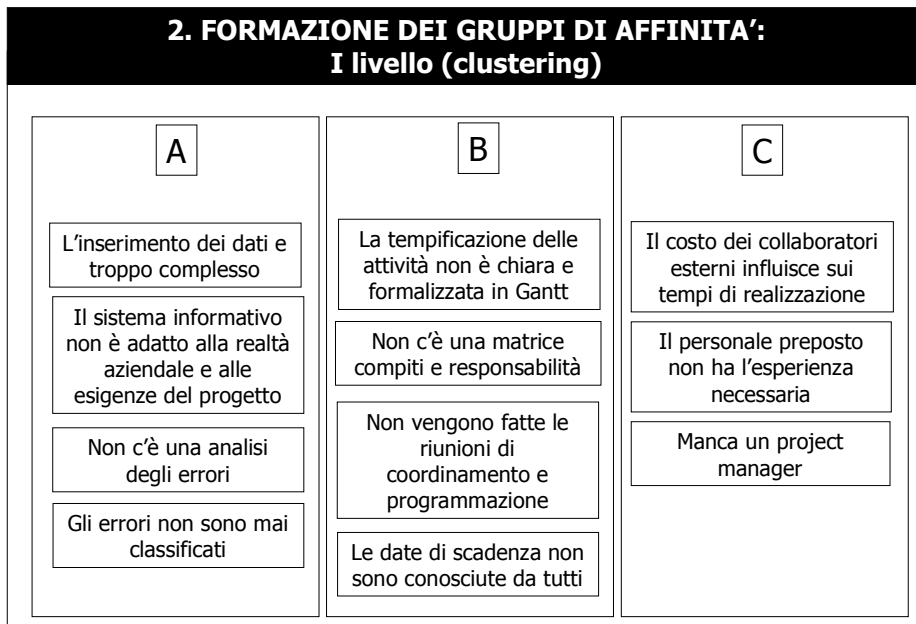 2. FORMAZIONE DEI GRUPPI DI AFFINITA’:
I livello (clustering)
A
L’inserimento dei dati e
troppo complesso
Il sistema informativo
non è adatto alla realtà
aziendale e alle
esigenze del progetto
Non c’è una analisi
degli errori
Gli errori non sono mai
classificati
B
La tempificazione delle
attività non è chiara e
formalizzata in Gantt
Non c’è una matrice
compiti e responsabilità
Non vengono fatte le
riunioni di
coordinamento e
programmazione
Le date di scadenza non
sono conosciute da tutti
C
Il costo dei collaboratori
esterni influisce sui
tempi di realizzazione
Il personale preposto
non ha l’esperienza
necessaria
Manca un project
manager